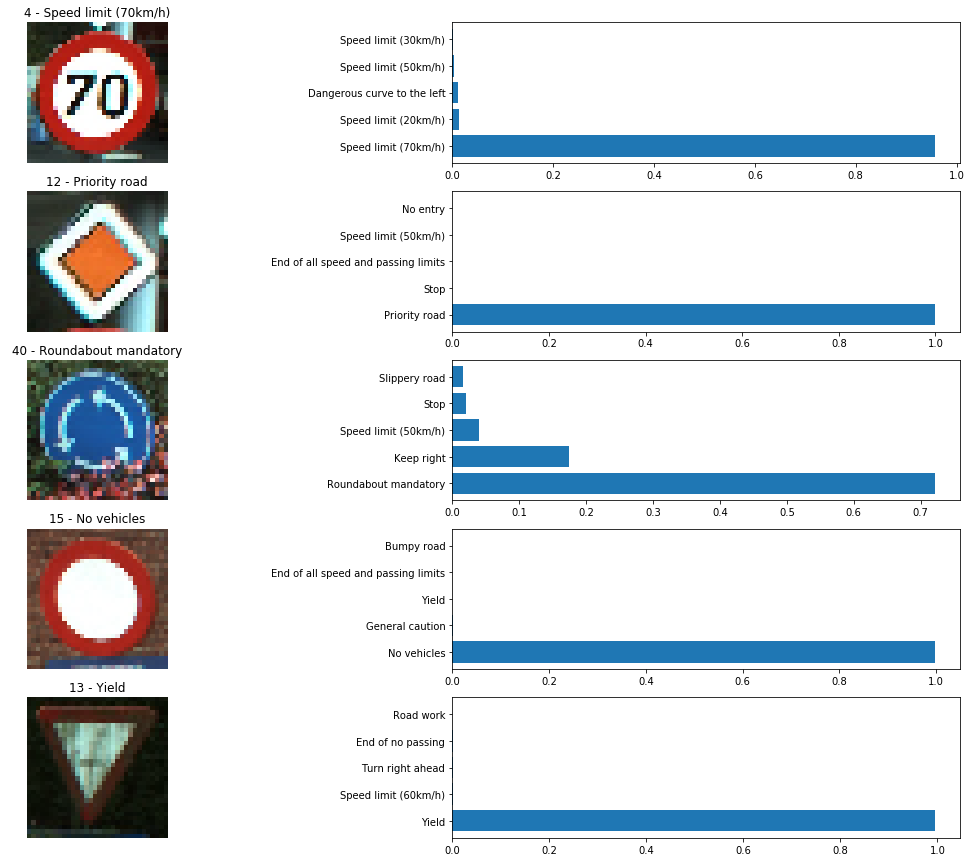 4 - Speed limit (70km/h)
70
Speed limit (30km/h)
Speed limit (50km/h)
Dangerous curve to the left
Speed limit (20km/h)
Speed limit (70km/h)
0.0 0.2 0.4 0.6 0.8 1.0
12 - Priority road
No entry
Speed limit (50km/h)
End of all speed and passing limits
Stop
Priority road
0.0 0.2 0.4 0.6 0.8 1.0
40 - Roundabout mandatory
Slippery road
Stop
Speed limit (50km/h)
Keep right
Roundabout mandatory
0.0 0.1 0.2 0.3 0.4 0.5 0.6 0.7
15 - No vehicles
Bumpy road
End of all speed and passing limits
Yield
General caution
No vehicles
0.0 0.2 0.4 0.6 0.8 1.0
13 - Yield
Road work
End of no passing
Turn right ahead
Speed limit (60km/h)
Yield
0.0 0.2 0.4 0.6 0.8 1.0